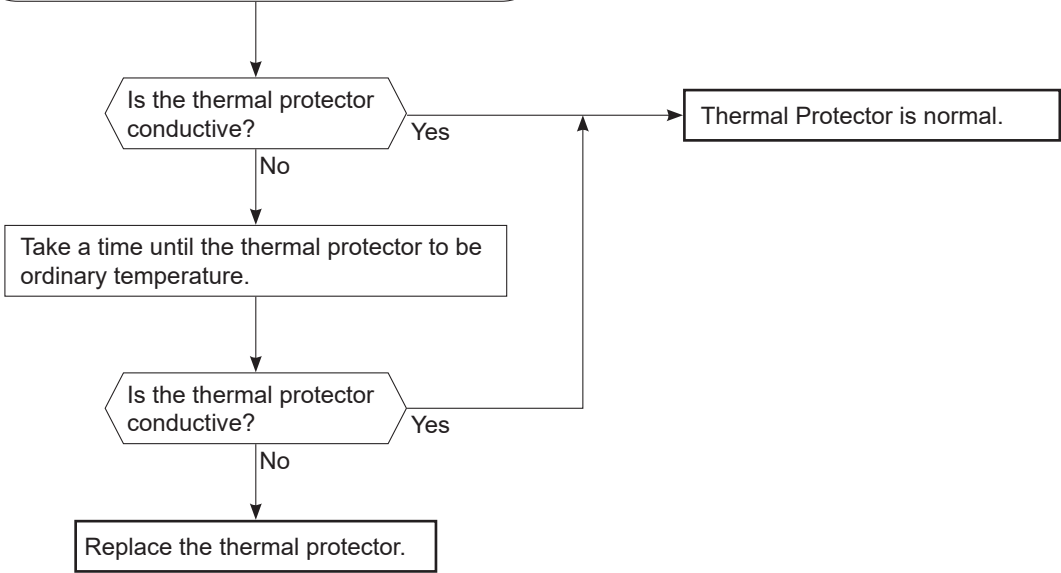 Is the thermal protector
conductive?
Yes
Thermal Protector is normal.
No
Take a time until the thermal protector to be
ordinary temperature.
Is the thermal protector
conductive?
Yes
No
Replace the thermal protector.